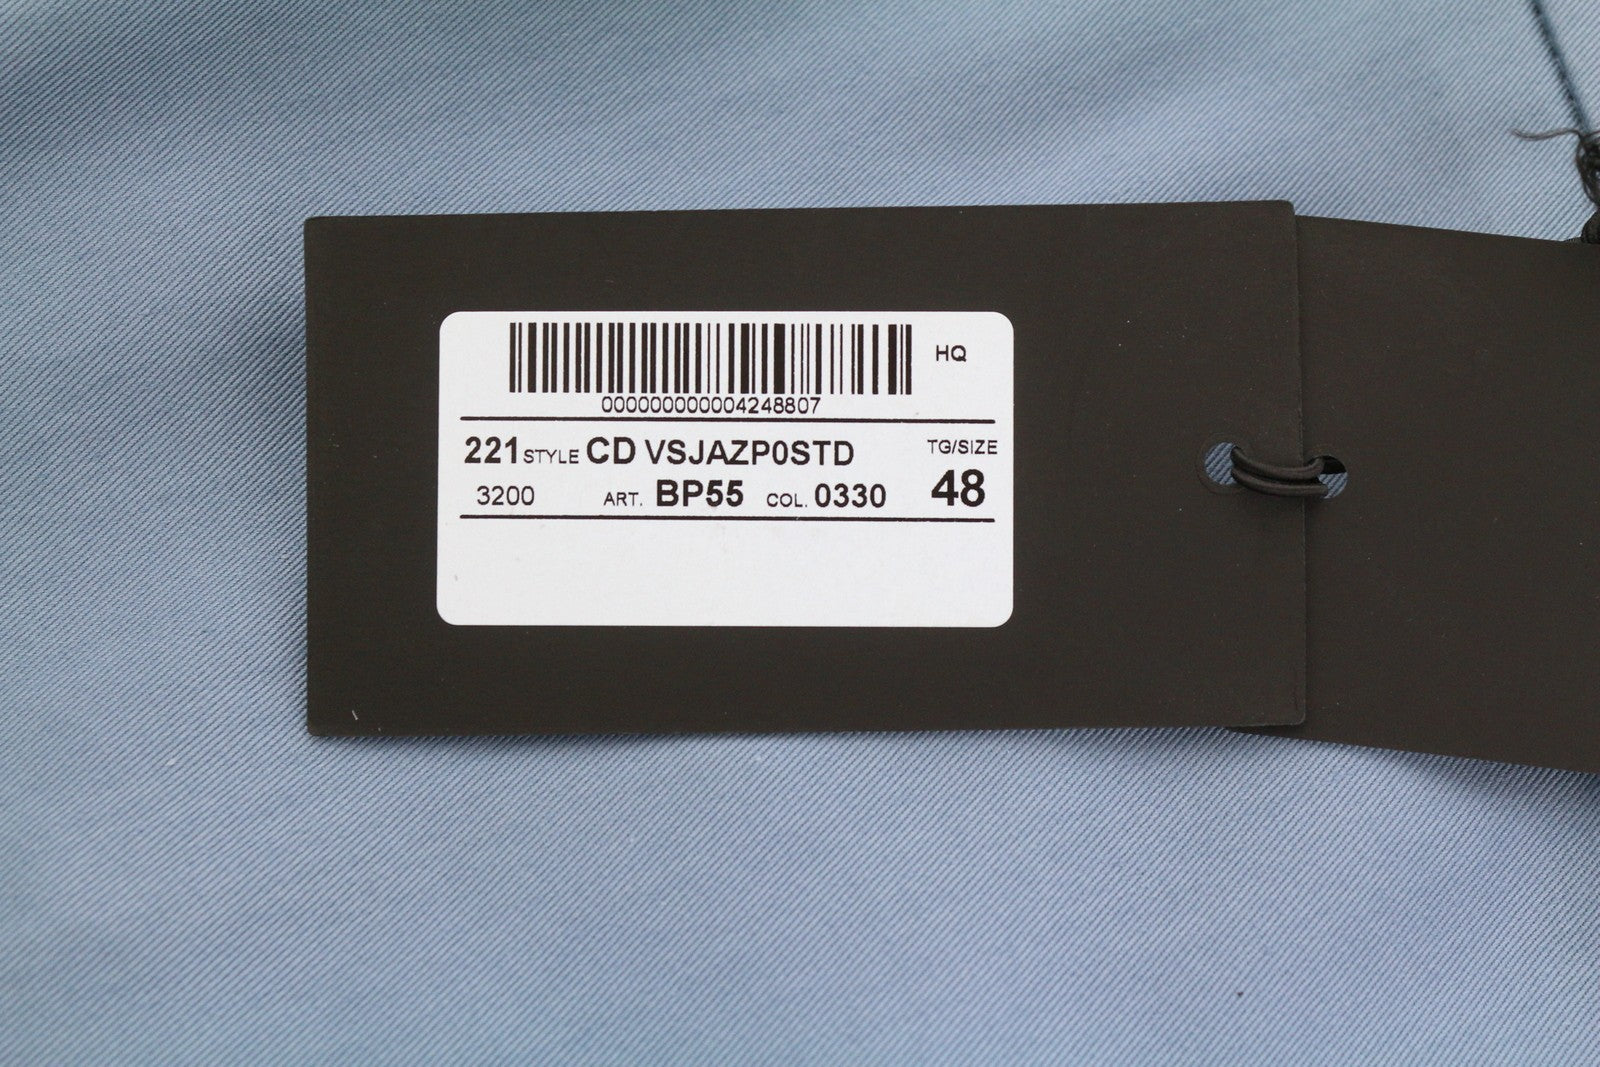 HQ
000000000004248807
221 STYLE CD VSJAZP0STD TG/SIZE
3200 ART. BP55 COL. 0330 48